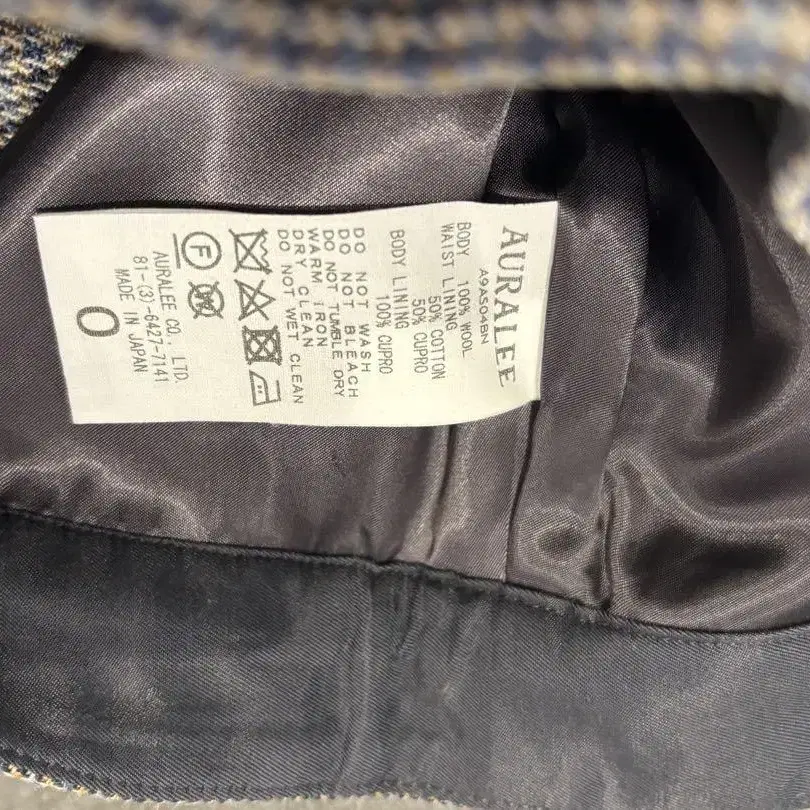 AURALEE
A9AS04BN
BODY 100% WOOL
WAIST LINING
50% COTTON
50% CUPRO
BODY LINING
100% CUPRO
DO NOT WASH
DO NOT BLEACH
DO NOT TUMBLE DRY
WARM IRON
DRY CLEAN
DO NOT WET CLEAN
F W
AURALEE CO., LTD.
81-(3)-6427-7141
MADE IN JAPAN
0